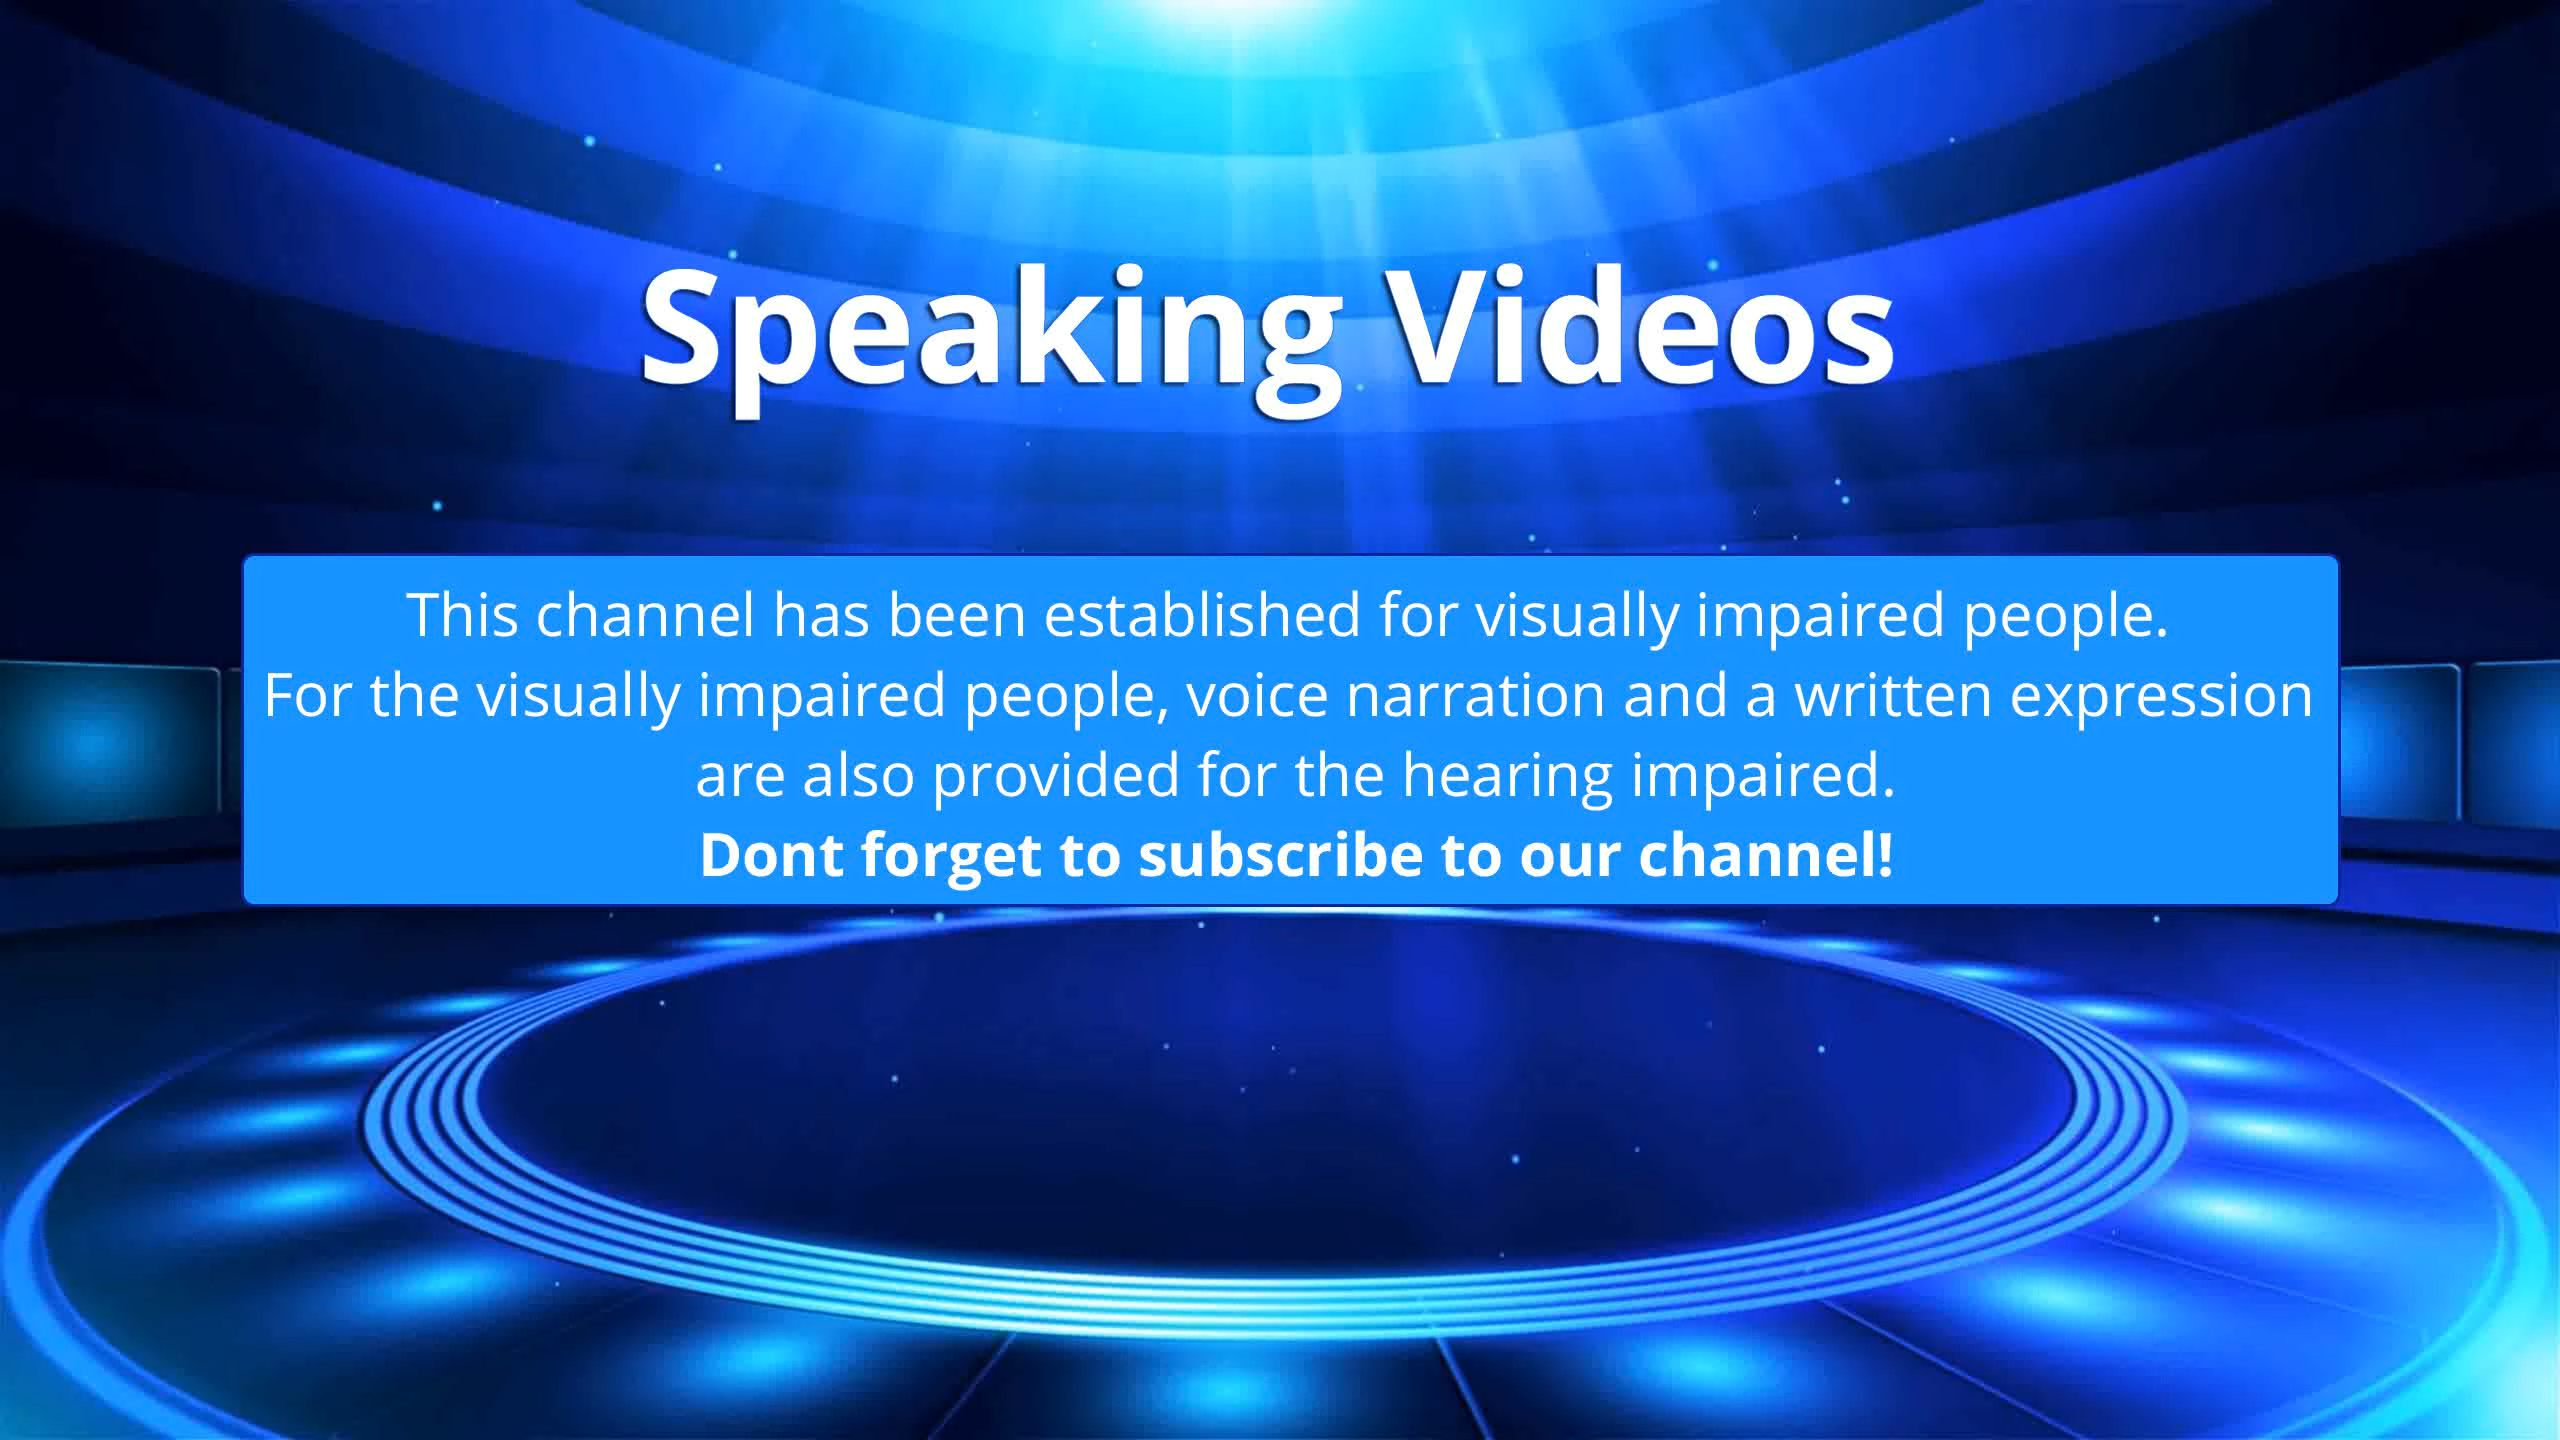 Speaking Videos
This channel has been established for visually impaired people.
For the visually impaired people, voice narration and a written expression
are also provided for the hearing impaired.
Dont forget to subscribe to our channel!